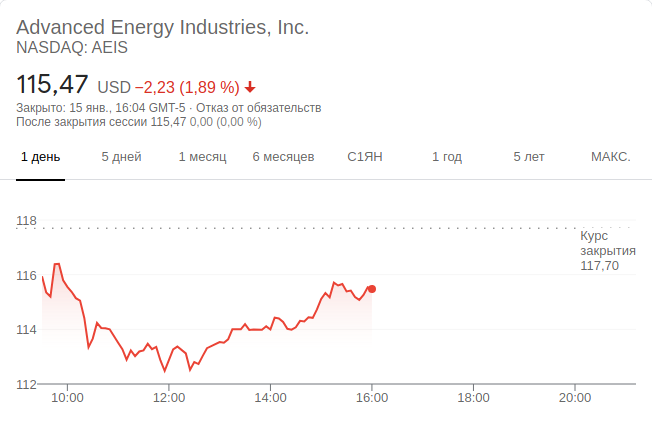 Advanced Energy Industries, Inc.
NASDAQ: AEIS
115,47 USD −2,23 (1,89 %)
Закрыто: 15 янв., 16:04 GMT-5 · Отказ от обязательств
После закрытия сессии 115,47 0,00 (0,00 %)
1 день 5 дней 1 месяц 6 месяцев С1ЯН 1 год 5 лет МАКС.
118
Курс
закрытия
117,70
116
114
112
10:00 12:00 14:00 16:00 18:00 20:00